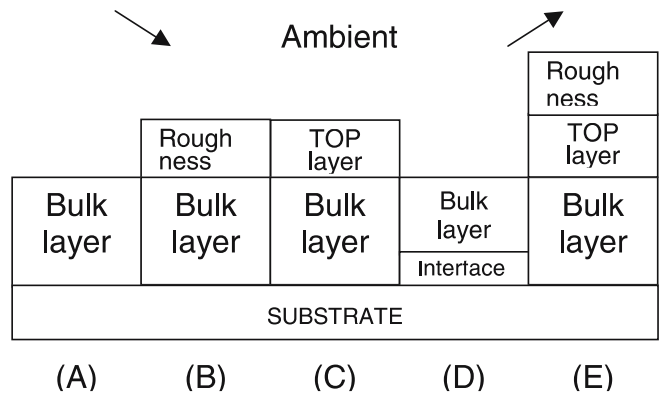 Ambient
Rough
ness
TOP
layer
Rough
ness
TOP
layer
Bulk
layer
Bulk
layer
Bulk
layer
Bulk
layer
Interface
Bulk
layer
SUBSTRATE
(A) (B) (C) (D) (E)